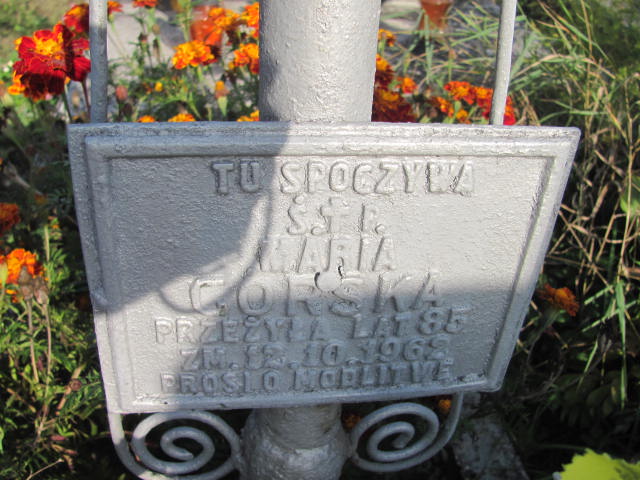 TU SPOCZYWA
Ś.†P.
MARIA
GÓRSKA
PRZEŻYŁA LAT 85
ZM. 12.10.1962
PROSI O MODLITWĘ